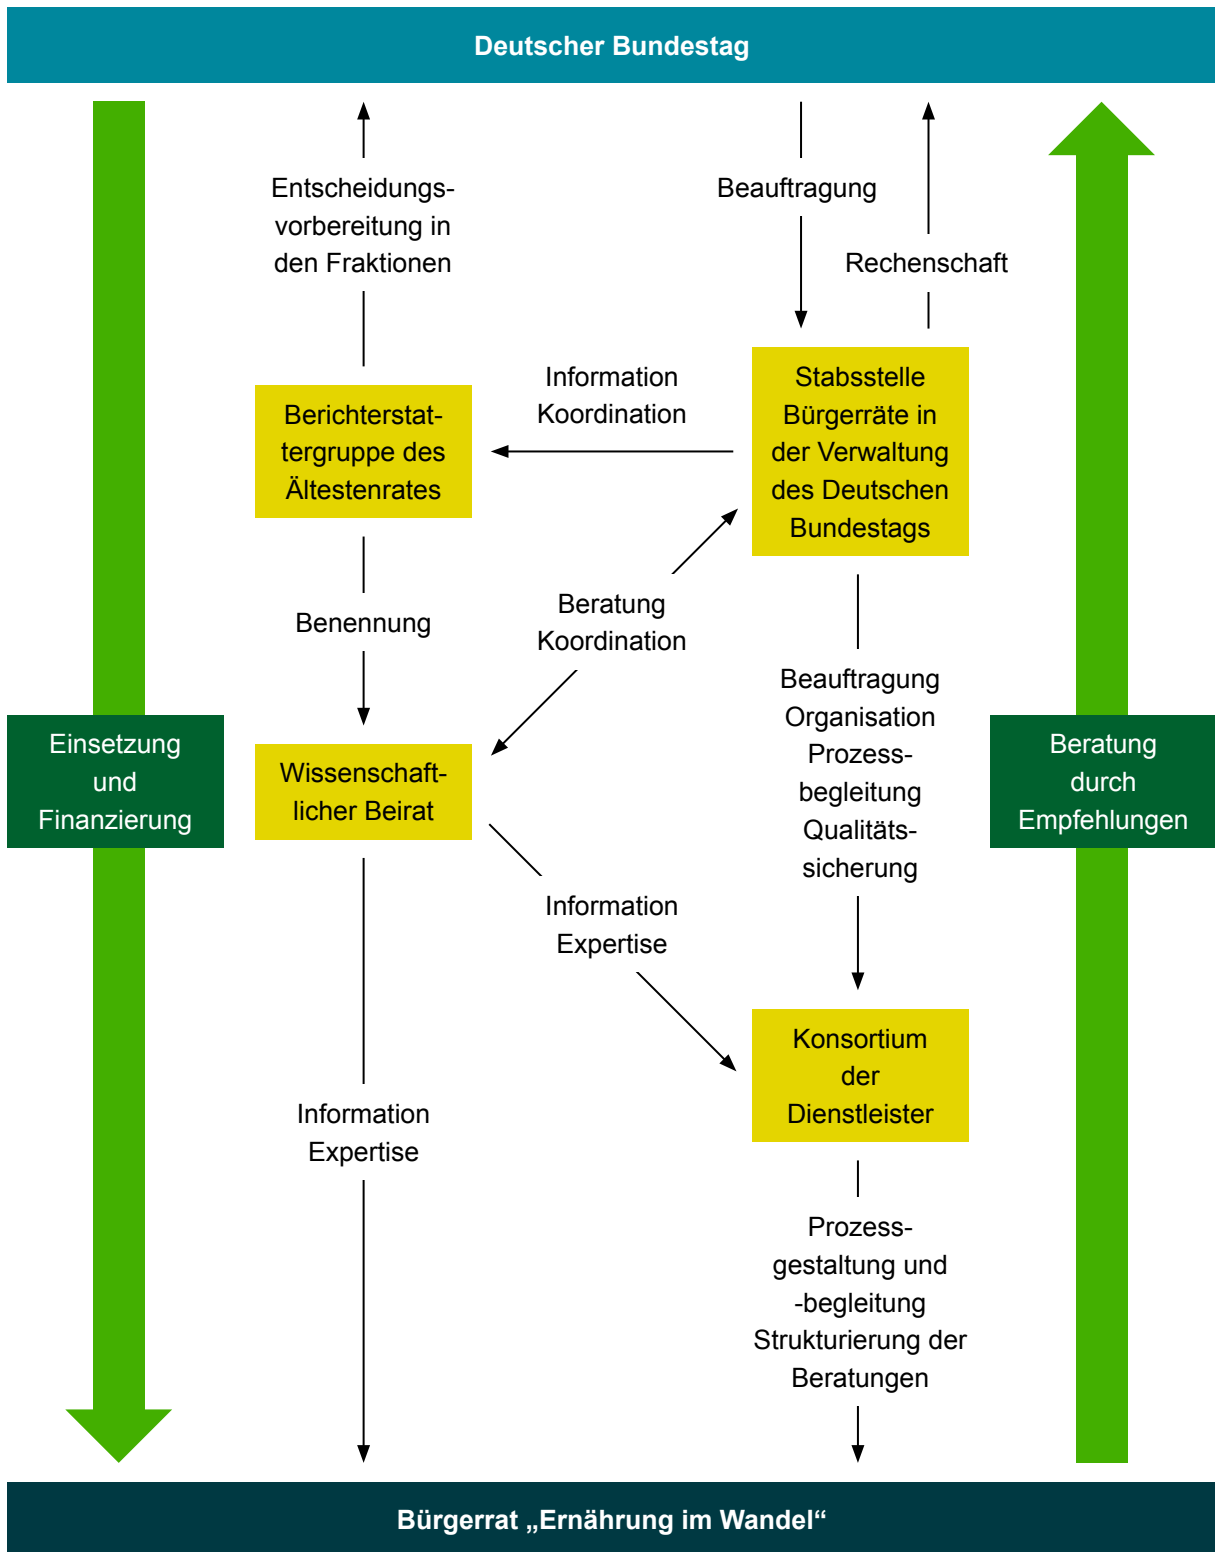 Deutscher Bundestag
Entscheidungs-
vorbereitung in
den Fraktionen
Beauftragung
Rechenschaft
Information
Koordination
Stabsstelle
Bürgerräte in
der Verwaltung
des Deutschen
Bundestags
Berichterstat-
tergruppe des
Ältestenrates
Benennung
Beratung
Koordination
Beauftragung
Organisation
Prozess-
begleitung
Qualitäts-
sicherung
Einsetzung
und
Finanzierung
Wissenschaft-
licher Beirat
Beratung
durch
Empfehlungen
Information
Expertise
Konsortium
der
Dienstleister
Information
Expertise
Prozess-
gestaltung und
-begleitung
Strukturierung der
Beratungen
Bürgerrat „Ernährung im Wandel“